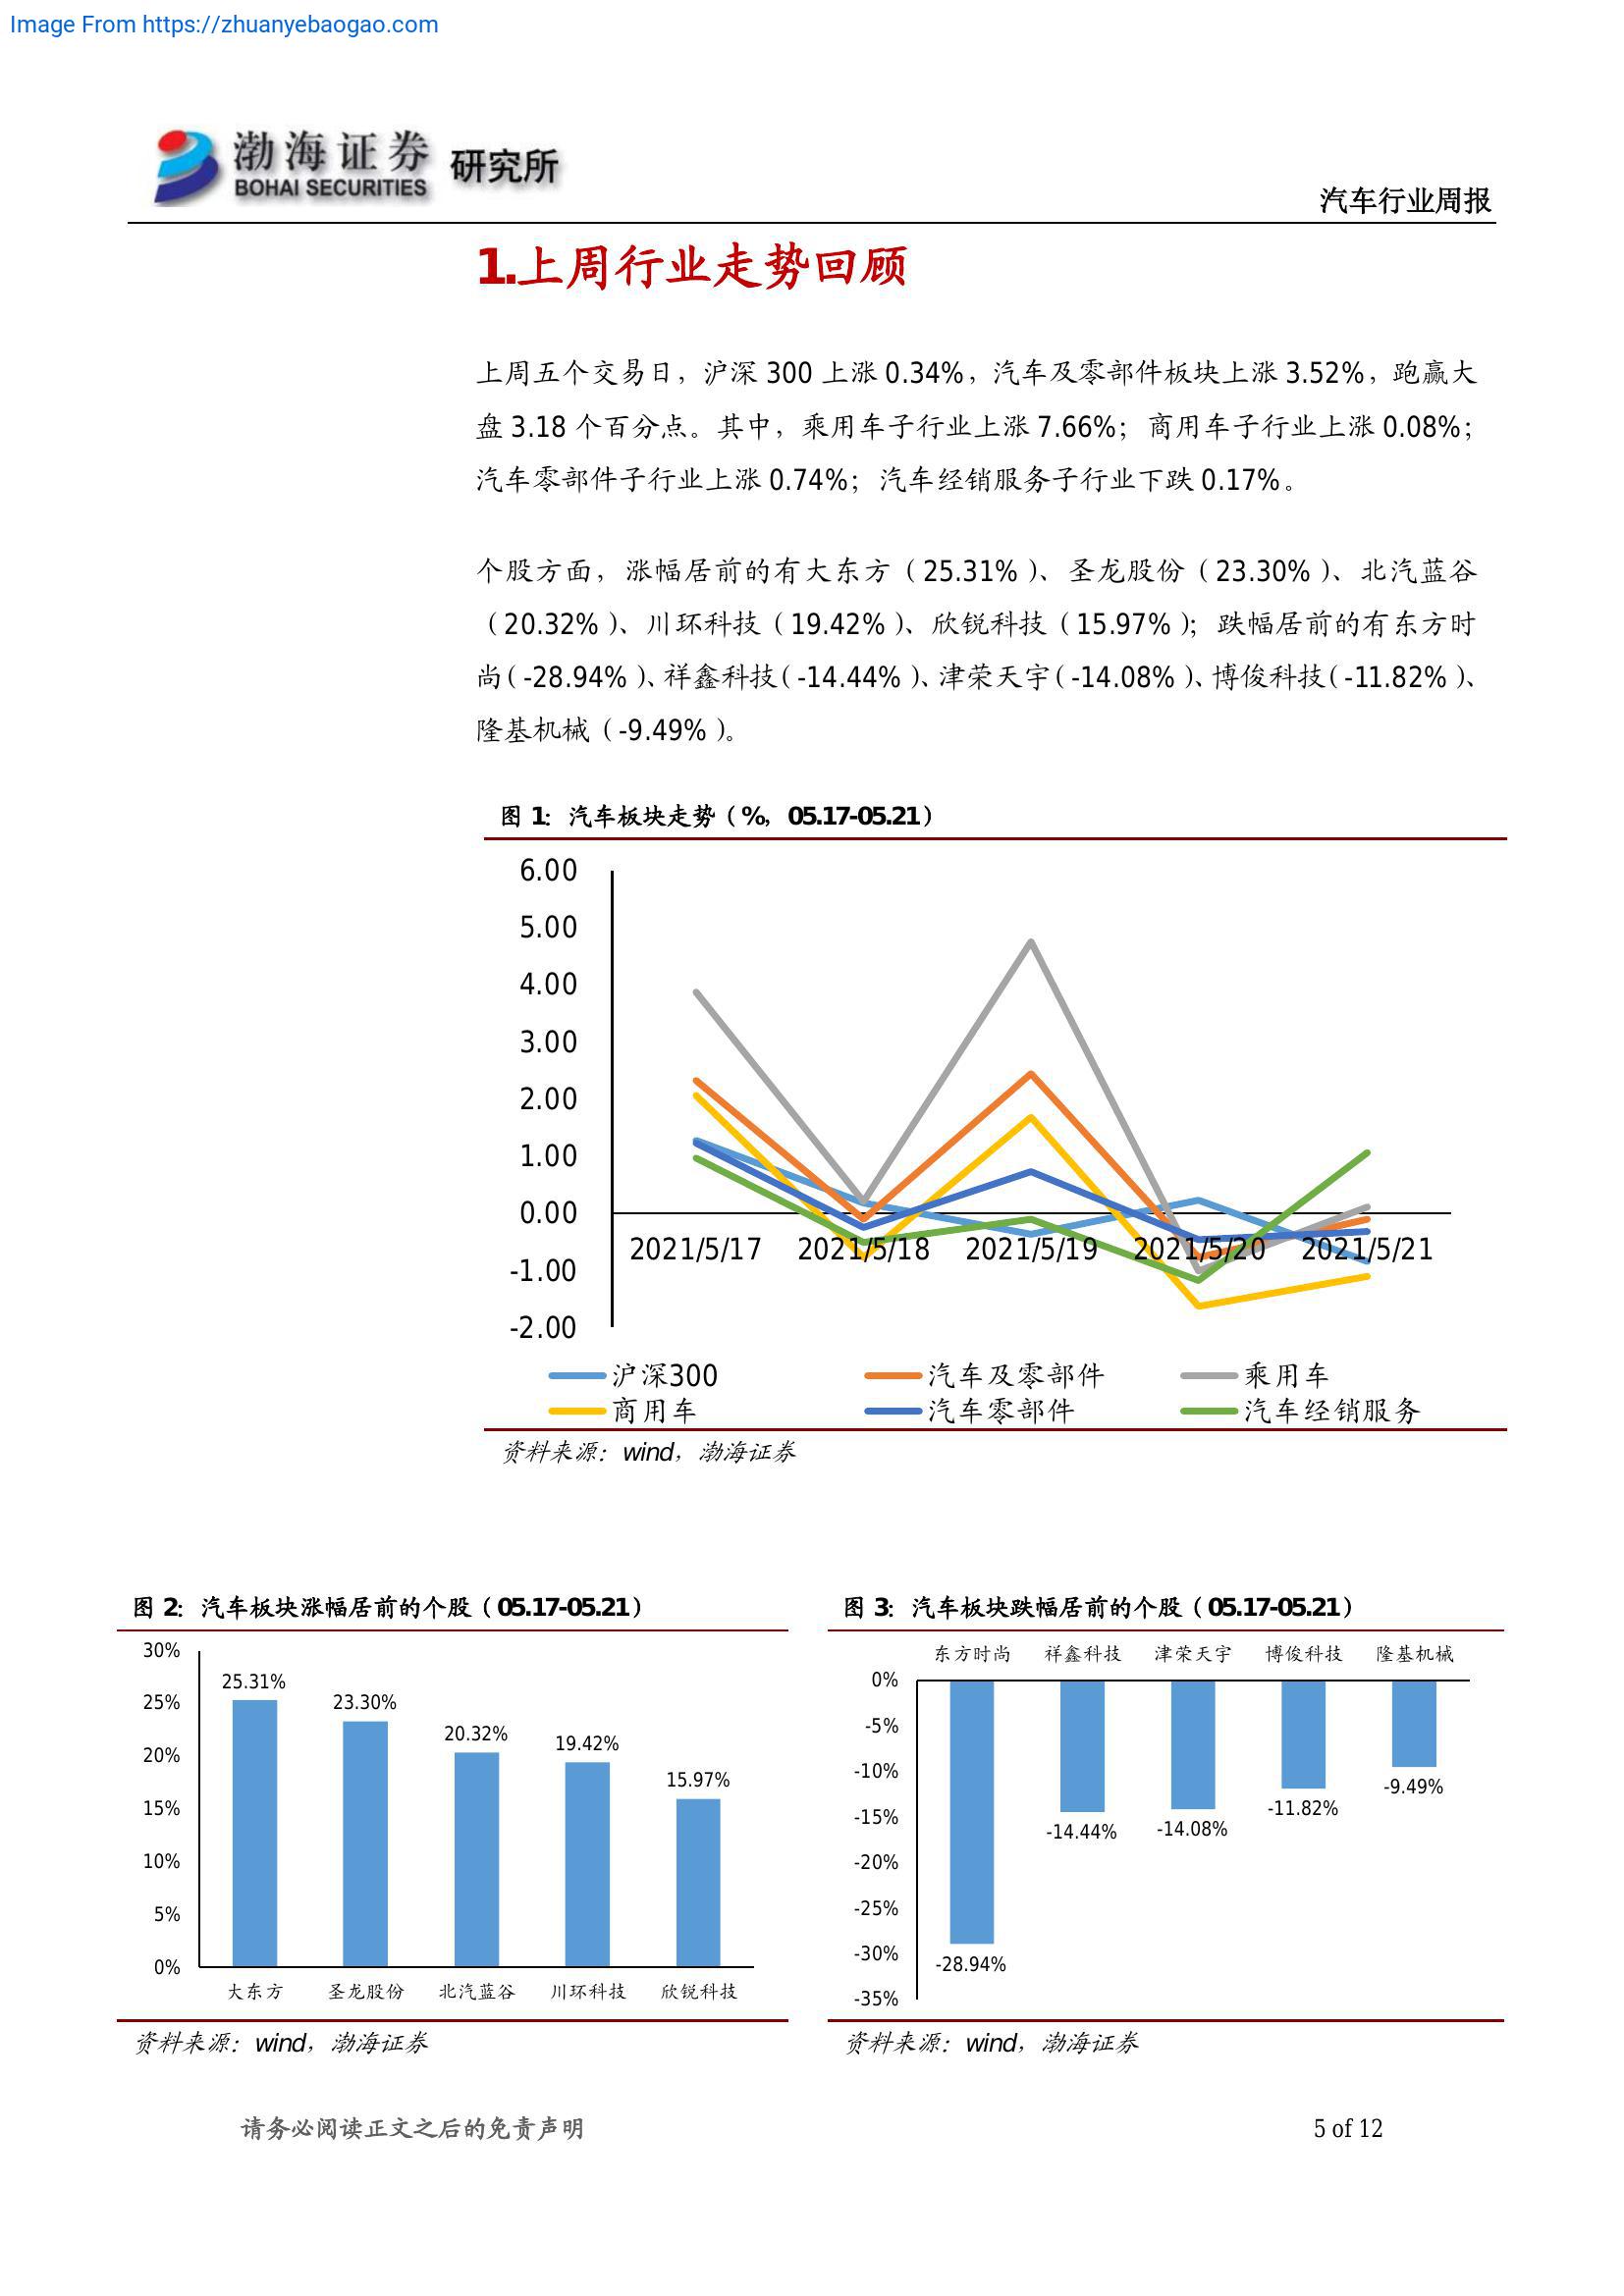 Image From https://zhuanyebaogao.com
渤海证券 研究所
BOHAI SECURITIES
汽车行业周报
1.上周行业走势回顾
上周五个交易日，沪深 300 上涨 0.34%，汽车及零部件板块上涨 3.52%，跑赢大
盘 3.18 个百分点。其中，乘用车子行业上涨 7.66%；商用车子行业上涨 0.08%；
汽车零部件子行业上涨 0.74%；汽车经销服务子行业下跌 0.17%。
个股方面，涨幅居前的有大东方（25.31%）、圣龙股份（23.30%）、北汽蓝谷
（20.32%）、川环科技（19.42%）、欣锐科技（15.97%）；跌幅居前的有东方时
尚（-28.94%）、祥鑫科技（-14.44%）、津荣天宇（-14.08%）、博俊科技（-11.82%）、
隆基机械（-9.49%）。
图 1：汽车板块走势（%，05.17-05.21）
6.00
5.00
4.00
3.00
2.00
1.00
0.00
-1.00
-2.00
2021/5/17 2021/5/18 2021/5/19 2021/5/20 2021/5/21
沪深300 汽车及零部件 乘用车
商用车 汽车零部件 汽车经销服务
资料来源：wind，渤海证券
图 2：汽车板块涨幅居前的个股（05.17-05.21）
30%
25%
20%
15%
10%
5%
0%
25.31%
23.30%
20.32%
19.42%
15.97%
大东方 圣龙股份 北汽蓝谷 川环科技 欣锐科技
资料来源：wind，渤海证券
图 3：汽车板块跌幅居前的个股（05.17-05.21）
东方时尚 祥鑫科技 津荣天宇 博俊科技 隆基机械
0%
-5%
-10%
-15%
-20%
-25%
-30%
-35%
-28.94%
-14.44%
-14.08%
-11.82%
-9.49%
资料来源：wind，渤海证券
请务必阅读正文之后的免责声明
5 of 12